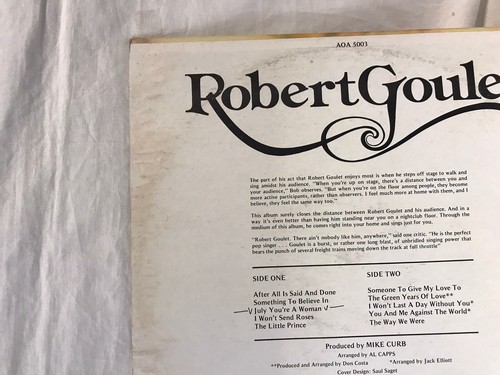 AOA 5003
Robert Goule
The part of his act that Robert Goulet enjoys most is when he steps off stage to walk and
sing amidst his audience. "When you're up on stage, there's a distance between you and
your audience," Bob observes. "But when you're on the floor among people, they become
more active participants, rather than observers. I feel much more at home with them, and I
believe, they feel the same way too."
This album surely closes the distance between Robert Goulet and his audience. And in a
way it's even better than having him standing near you on a nightclub floor. Through the
medium of this album, he comes right into your home and sings just for you.
"Robert Goulet. There ain't nobody like him, anywhere," said one critic. "He is the perfect
pop singer . . . Goulet is a burst, or rather one long blast, of unbridled singing power that
bears the punch of several freight trains moving down the track at full throttle"
SIDE ONE
After All Is Said And Done
Something To Believe In
July You're A Woman
I Won't Send Roses
The Little Prince
SIDE TWO
Someone To Give My Love To
The Green Years Of Love**
I Won't Last A Day Without You*
You And Me Against The World*
The Way We Were
Produced by MIKE CURB
Arranged by AL CAPPS
**Produced and Arranged by Don Costa *Arranged by Jack Elliott
Cover Design: Saul Saget